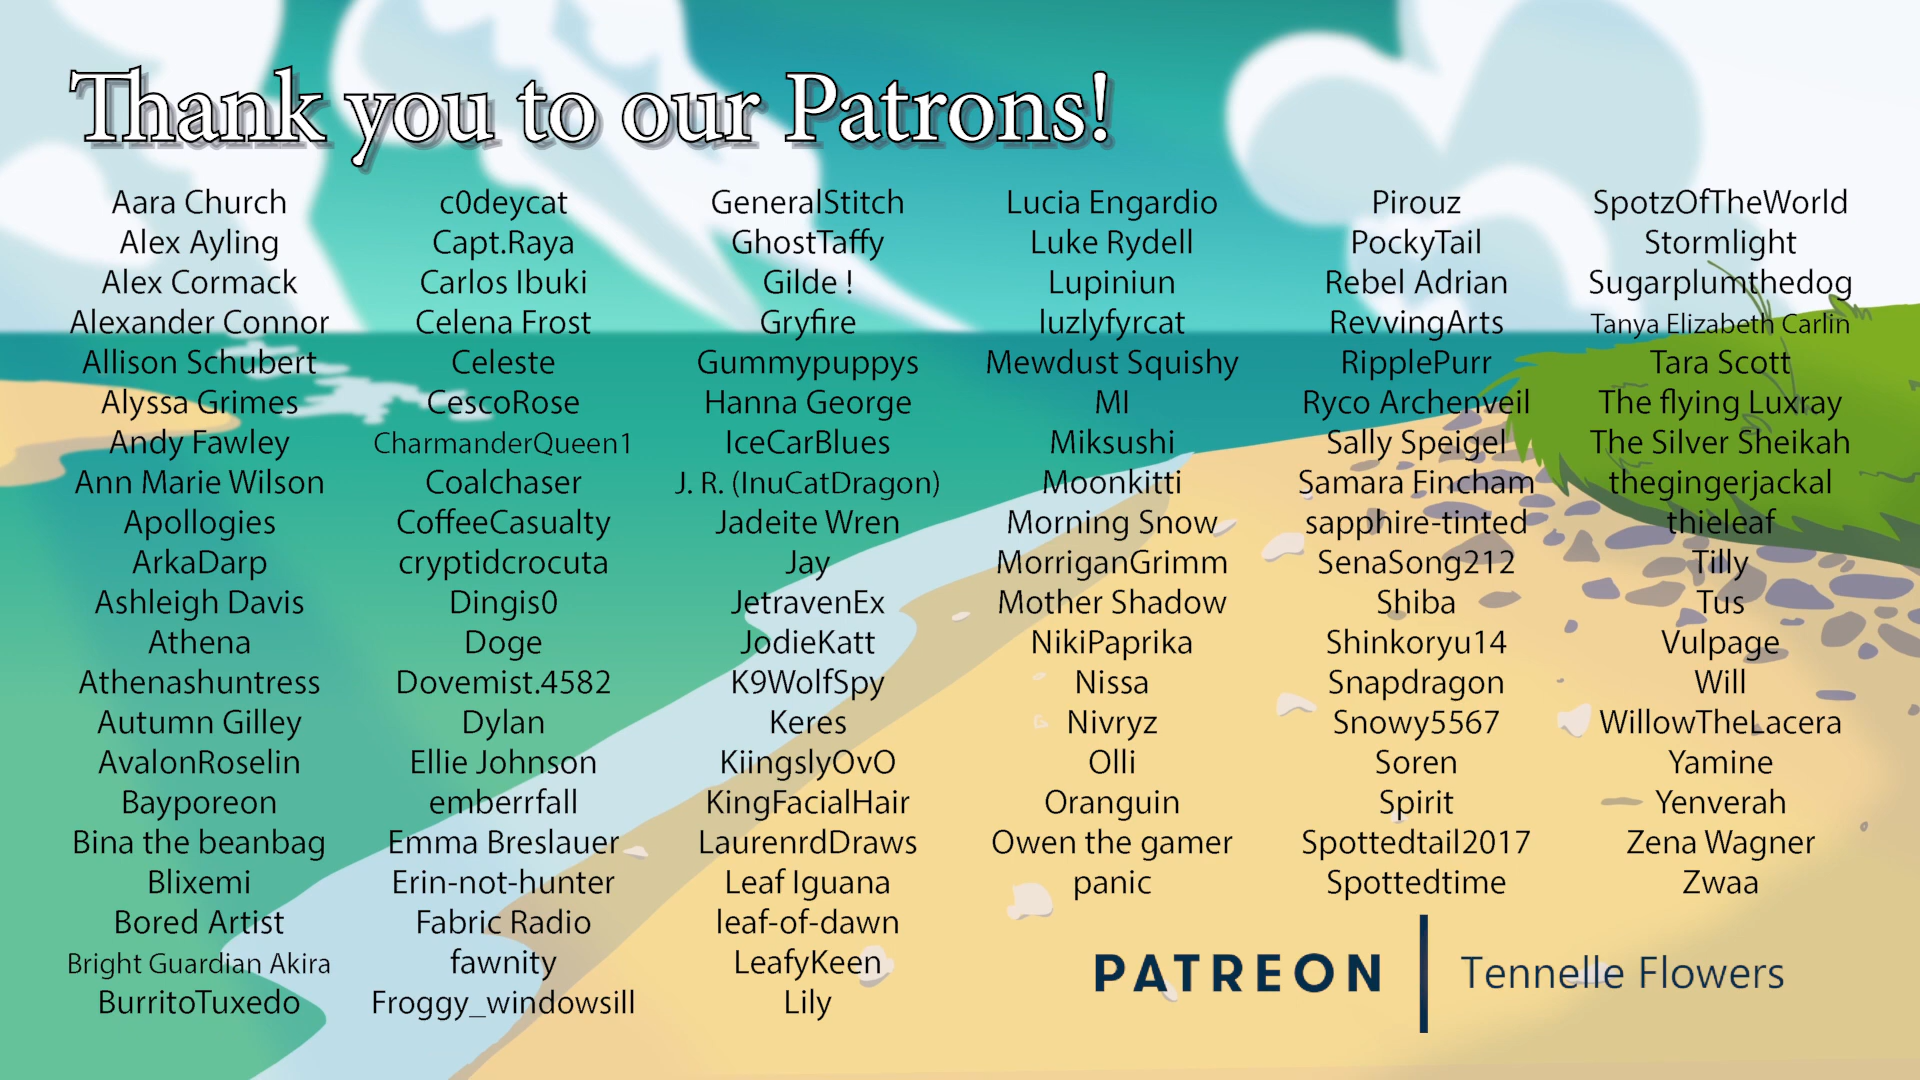 Thank you to our Patrons!
Aara Church
Alex Ayling
Alex Cormack
Alexander Connor
Allison Schubert
Alyssa Grimes
Andy Fawley
Ann Marie Wilson
Apollogies
ArkaDarp
Ashleigh Davis
Athena
Athenashuntress
Autumn Gilley
AvalonRoselin
Bayporeon
Bina the beanbag
Blixemi
Bored Artist
Bright Guardian Akira
BurritoTuxedo
c0deycat
Capt.Raya
Carlos Ibuki
Celena Frost
Celeste
CescoRose
CharmanderQueen1
Coalchaser
CoffeeCasualty
cryptidcrocuta
Dingis0
Doge
Dovemist.4582
Dylan
Ellie Johnson
emberrfall
Emma Breslauer
Erin-not-hunter
Fabric Radio
fawnity
Froggy_windowsill
GeneralStitch
GhostTaffy
Gilde !
Gryfire
Gummypuppys
Hanna George
IceCarBlues
J. R. (InuCatDragon)
Jadeite Wren
Jay
JetravenEx
JodieKatt
K9WolfSpy
Keres
KiingslyOvO
KingFacialHair
LaurenrdDraws
Leaf Iguana
leaf-of-dawn
LeafyKeen
Lily
Lucia Engardio
Luke Rydell
Lupiniun
luzlyfyrcat
Mewdust Squishy
MI
Miksushi
Moonkitti
Morning Snow
MorriganGrimm
Mother Shadow
NikiPaprika
Nissa
Nivryz
Olli
Oranguin
Owen the gamer
panic
Pirouz
PockyTail
Rebel Adrian
RevvingArts
RipplePurr
Ryco Archenveil
Sally Speigel
Samara Fincham
sapphire-tinted
SenaSong212
Shiba
Shinkoryu14
Snapdragon
Snowy5567
Soren
Spirit
Spottedtail2017
Spottedtime
SpotzOfTheWorld
Stormlight
Sugarplumthedog
Tanya Elizabeth Carlin
Tara Scott
The flying Luxray
The Silver Sheikah
thegingerjackal
thieleaf
Tilly
Tus
Vulpage
Will
WillowTheLacera
Yamine
Yenverah
Zena Wagner
Zwaa
PATREON
Tennelle Flowers